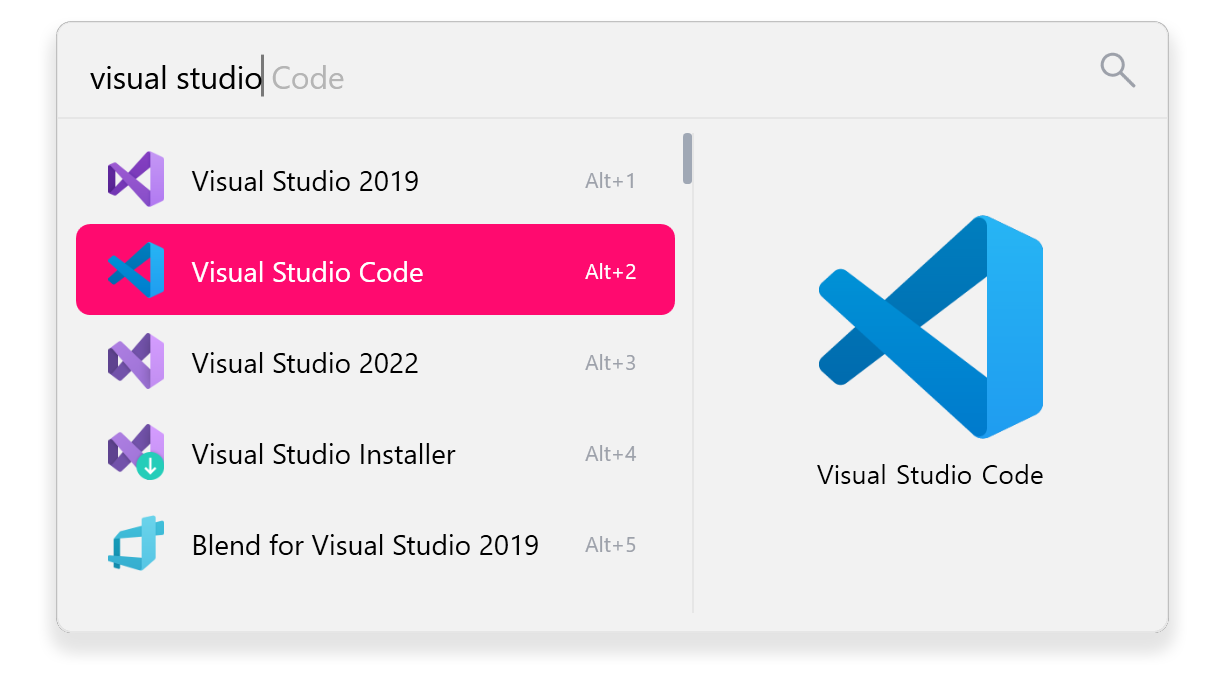 visual studio Code
Visual Studio 2019 Alt+1
Visual Studio Code Alt+2
Visual Studio 2022 Alt+3
Visual Studio Installer Alt+4
Blend for Visual Studio 2019 Alt+5
Visual Studio Code